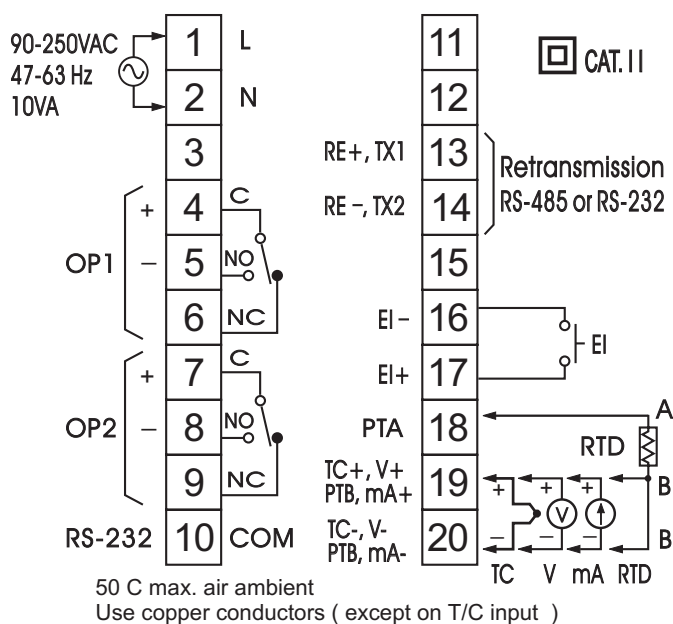 90-250VAC
47-63 Hz
10VA
1 L
2 N
3
4 C
5 NO
6 NC
OP1
+
−
7 C
8 NO
9 NC
OP2
+
−
RS-232 10 COM
11
12
CAT. II
RE+, TX1 13
RE −, TX2 14
Retransmission
RS-485 or RS-232
15
EI − 16
EI+ 17
EI
PTA 18
A
RTD
TC+, V+
PTB, mA+ 19
+ + +
B
V
TC-, V-
PTB, mA- 20
− − −
B
TC V mA RTD
50 C max. air ambient
Use copper conductors ( except on T/C input )